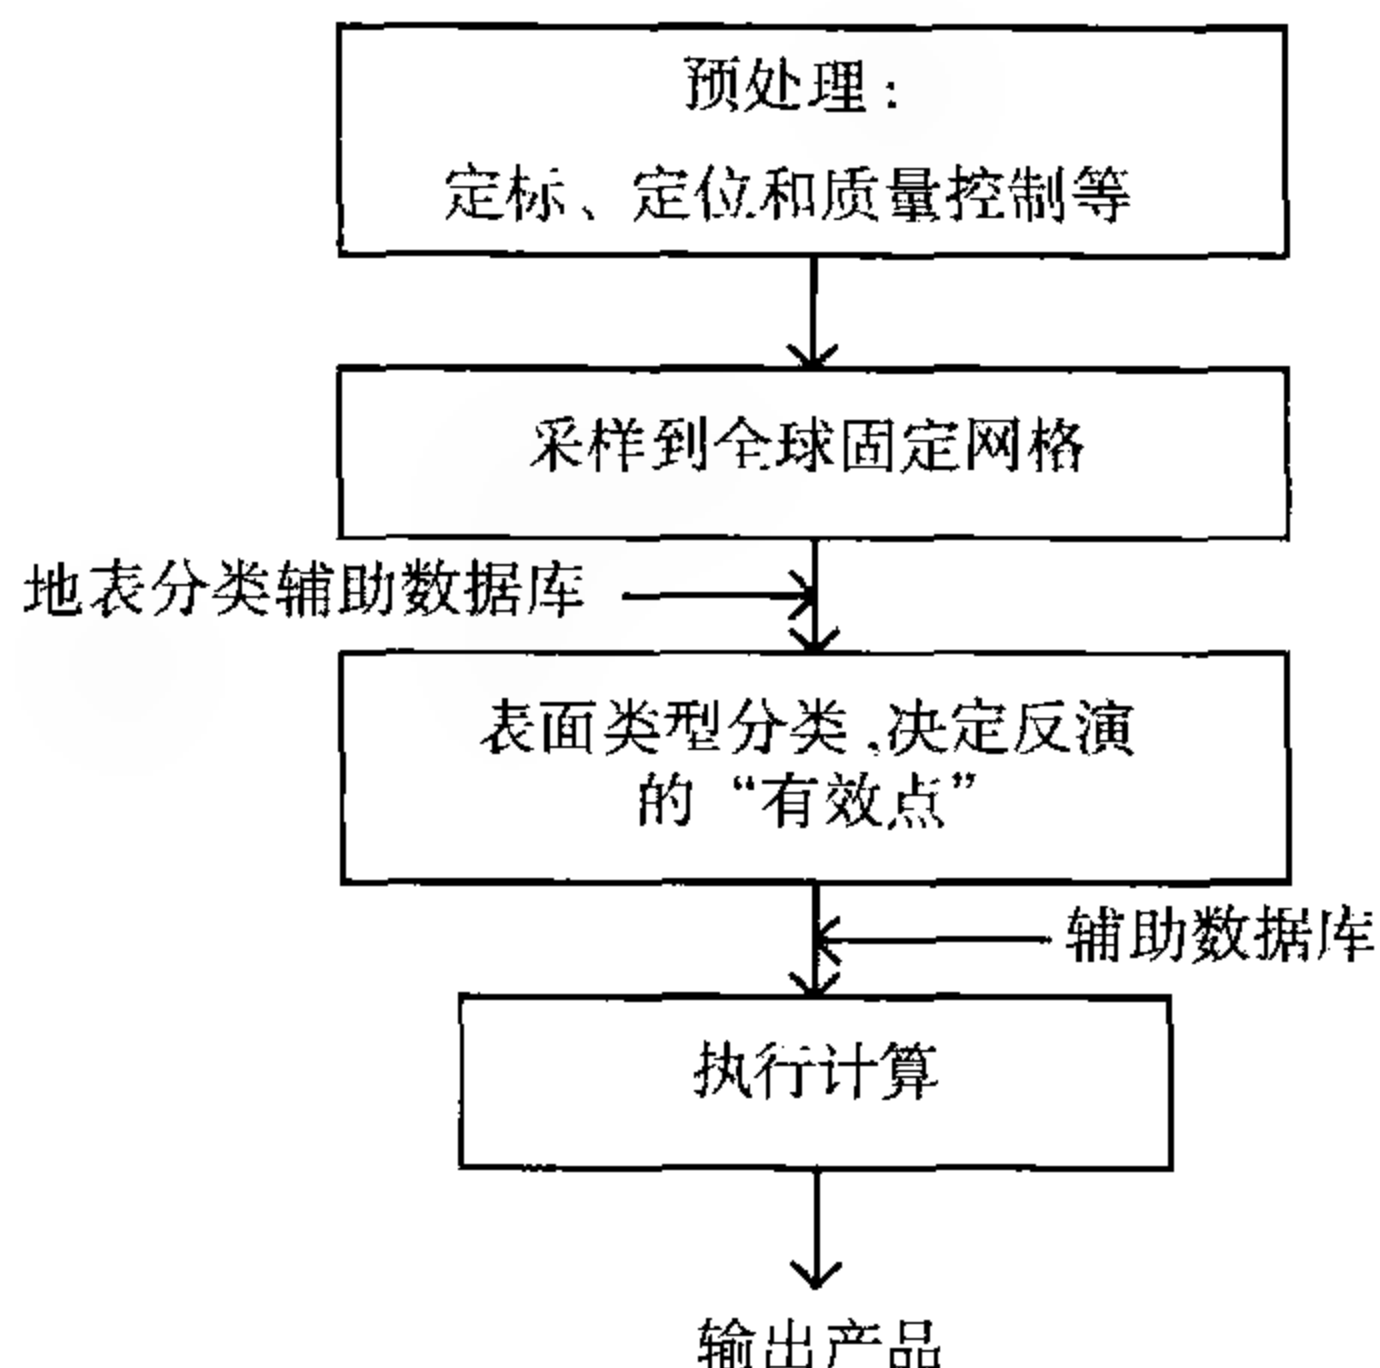 预处理：
定标、定位和质量控制等
采样到全球固定网格
地表分类辅助数据库
表面类型分类，决定反演
的“有效点”
辅助数据库
执行计算
输出产品